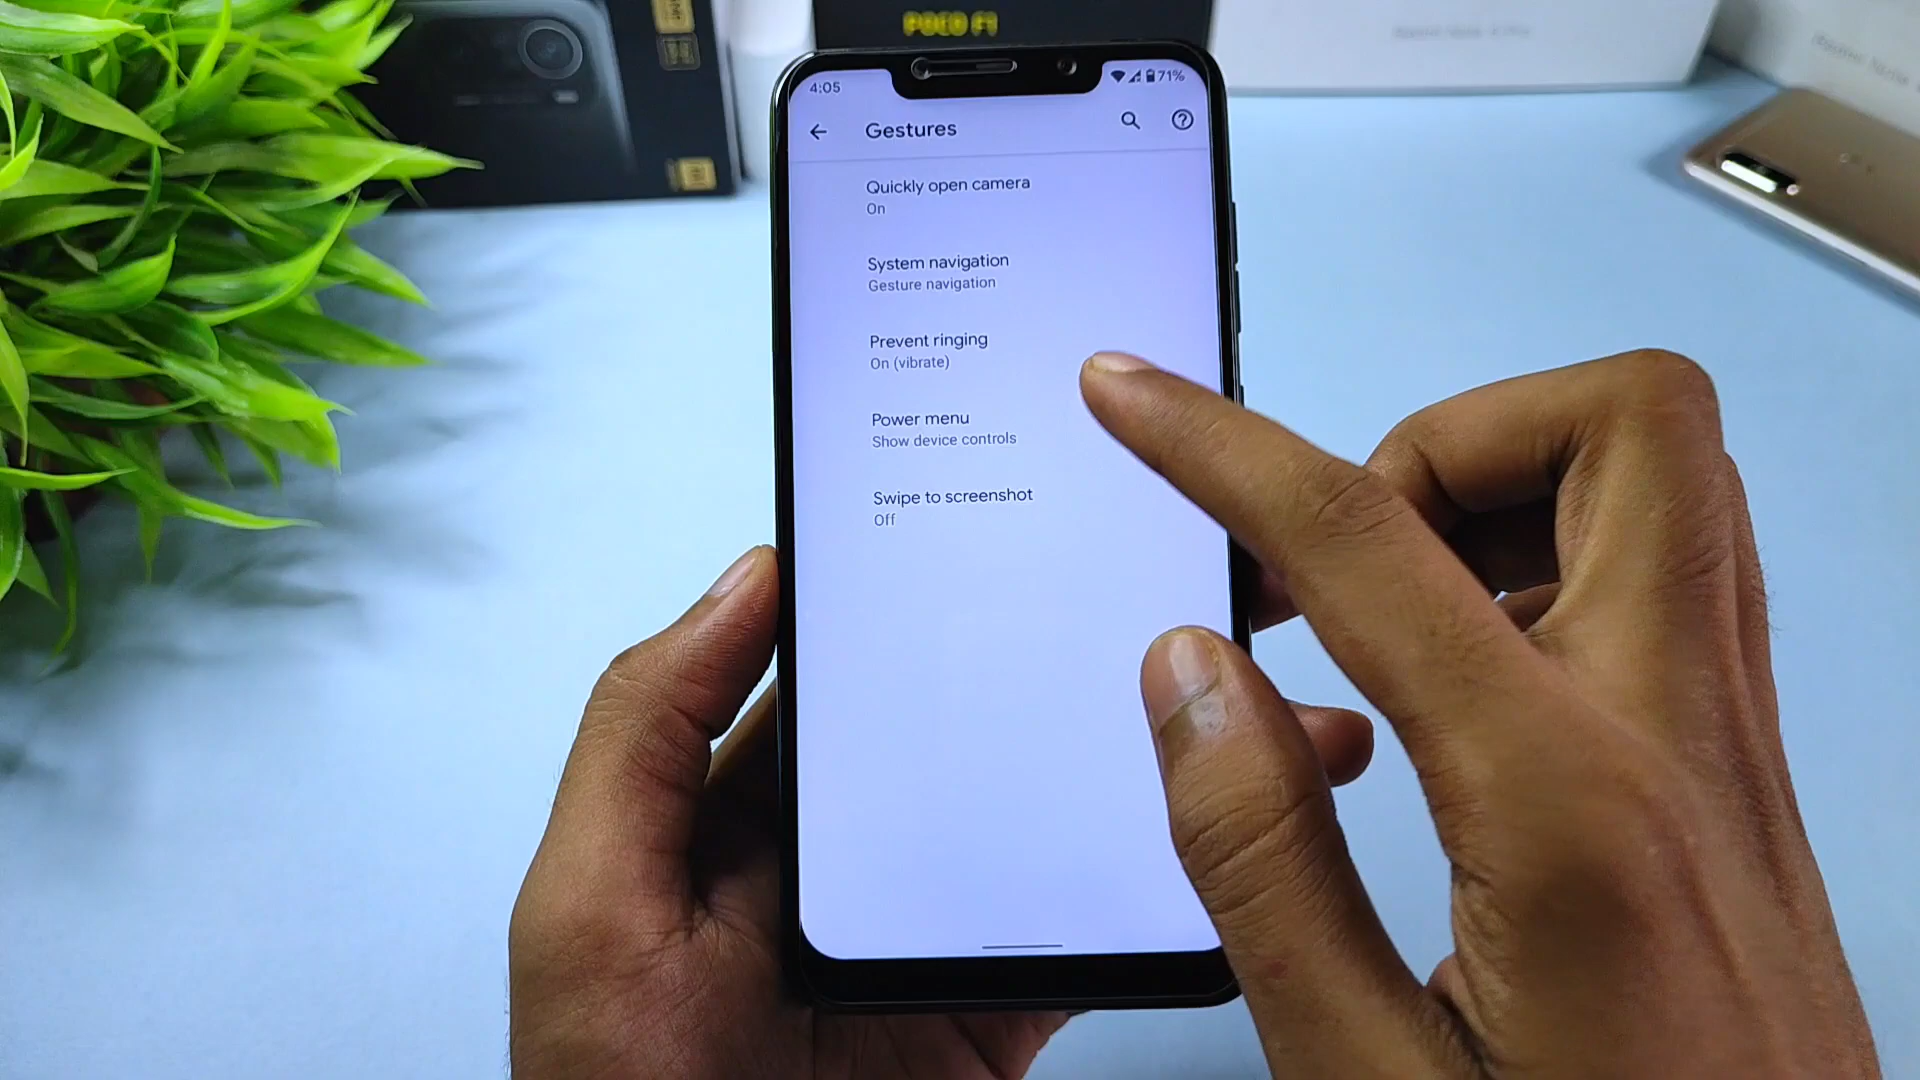 POCO F1
4:05
71%
Gestures
Quickly open camera
On
System navigation
Gesture navigation
Prevent ringing
On (vibrate)
Power menu
Show device controls
Swipe to screenshot
Off